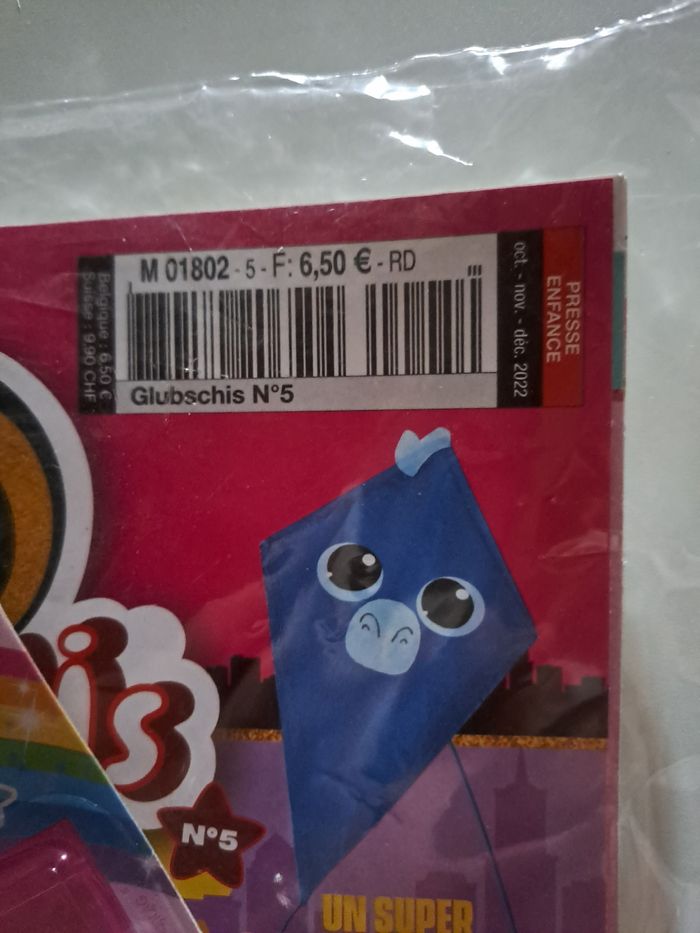 M 01802 - 5 - F: 6,50 € - RD
Belgique : 6,50 €
Suisse : 9,90 CHF
Glubschis N°5
oct. - nov. - déc. 2022
PRESSE
ENFANCE
is
N°5
UN SUPER